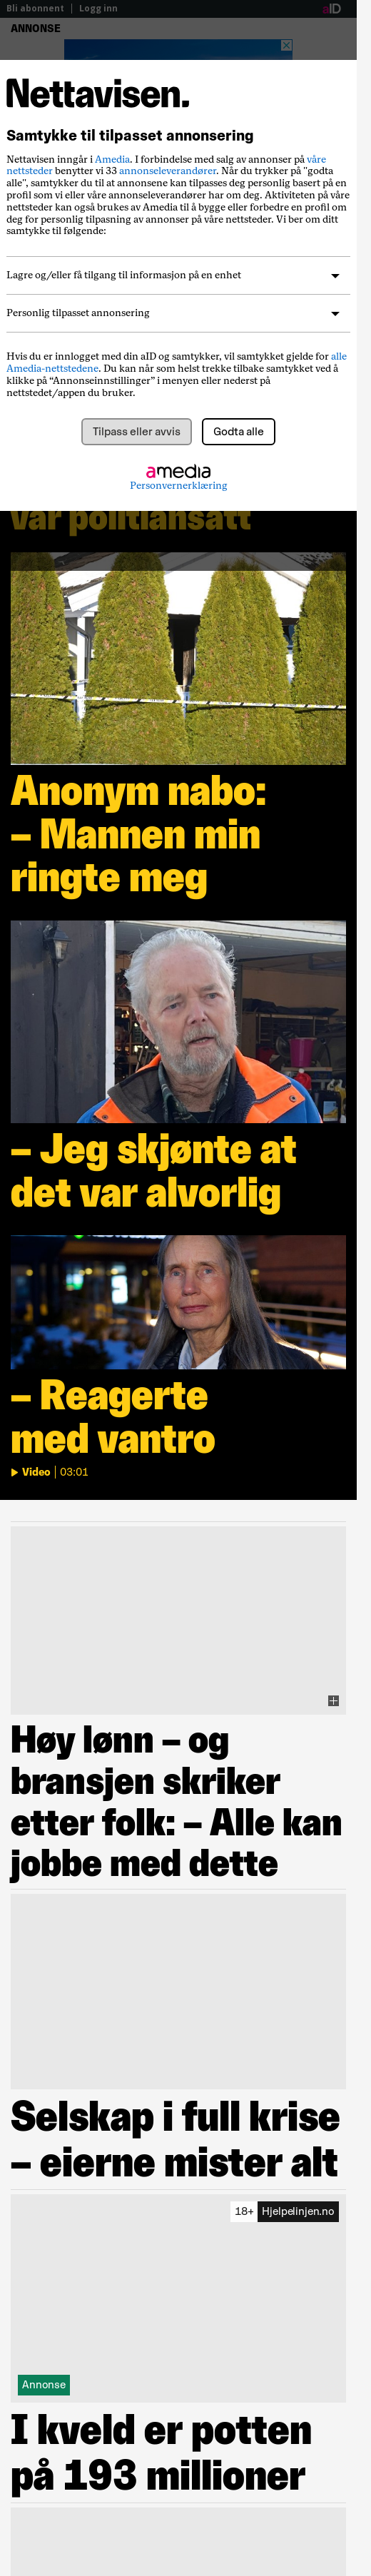 Bli abonnent | Logg inn
aID
ANNONSE
Nettavisen.
Samtykke til tilpasset annonsering
Nettavisen inngår i Amedia. I forbindelse med salg av annonser på våre
nettsteder benytter vi 33 annonseleverandører. Når du trykker på "godta
alle", samtykker du til at annonsene kan tilpasses deg personlig basert på en
profil som vi eller våre annonseleverandører har om deg. Aktiviteten på våre
nettsteder kan også brukes av Amedia til å bygge eller forbedre en profil om
deg for personlig tilpasning av annonser på våre nettsteder. Vi ber om ditt
samtykke til følgende:
Lagre og/eller få tilgang til informasjon på en enhet
Personlig tilpasset annonsering
Hvis du er innlogget med din aID og samtykker, vil samtykket gjelde for alle
Amedia-nettstedene. Du kan når som helst trekke tilbake samtykket ved å
klikke på “Annonseinnstillinger” i menyen eller nederst på
nettstedet/appen du bruker.
Tilpass eller avvis
Godta alle
amedia
Personvernerklæring
var politiansatt
Anonym nabo:
– Mannen min
ringte meg
– Jeg skjønte at
det var alvorlig
– Reagerte
med vantro
Video | 03:01
Høy lønn – og
bransjen skriker
etter folk: – Alle kan
jobbe med dette
Selskap i full krise
– eierne mister alt
18+ Hjelpelinjen.no
Annonse
I kveld er potten
på 193 millioner